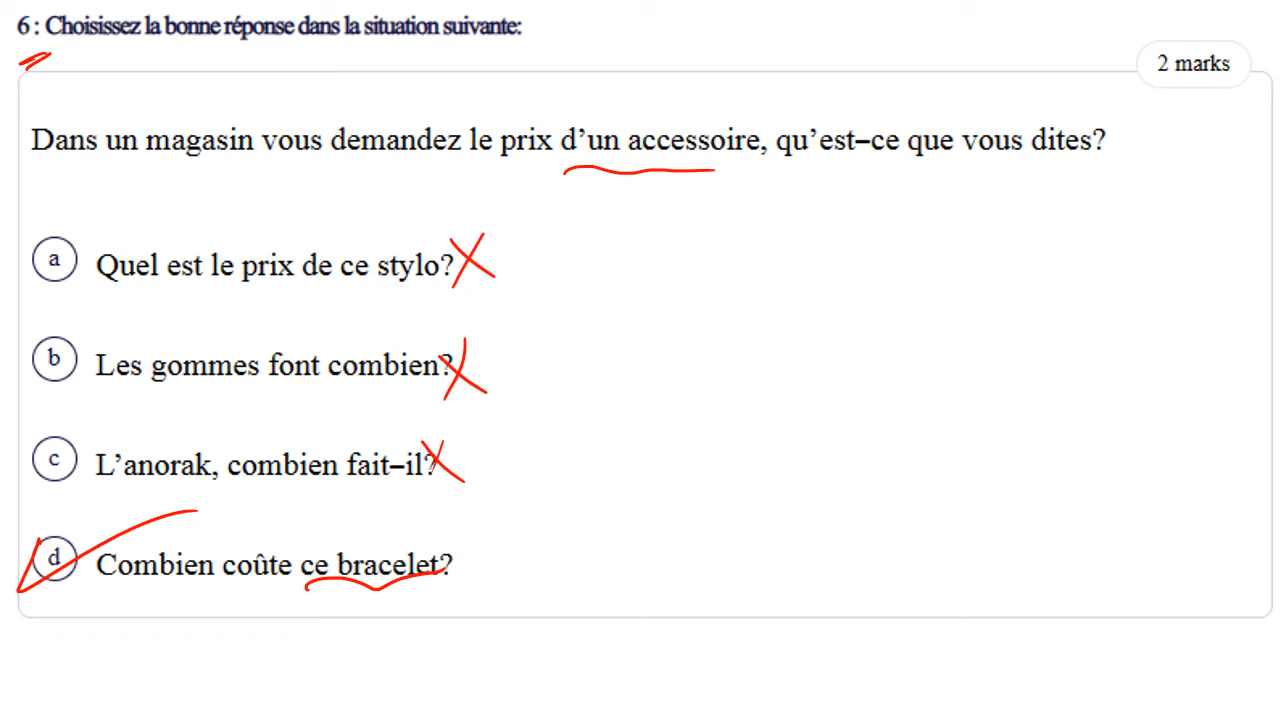 6 : Choisissez la bonne réponse dans la situation suivante:
2 marks
Dans un magasin vous demandez le prix d’un accessoire, qu’est–ce que vous dites?
a Quel est le prix de ce stylo?
b Les gommes font combien?
c L’anorak, combien fait–il?
d Combien coûte ce bracelet?